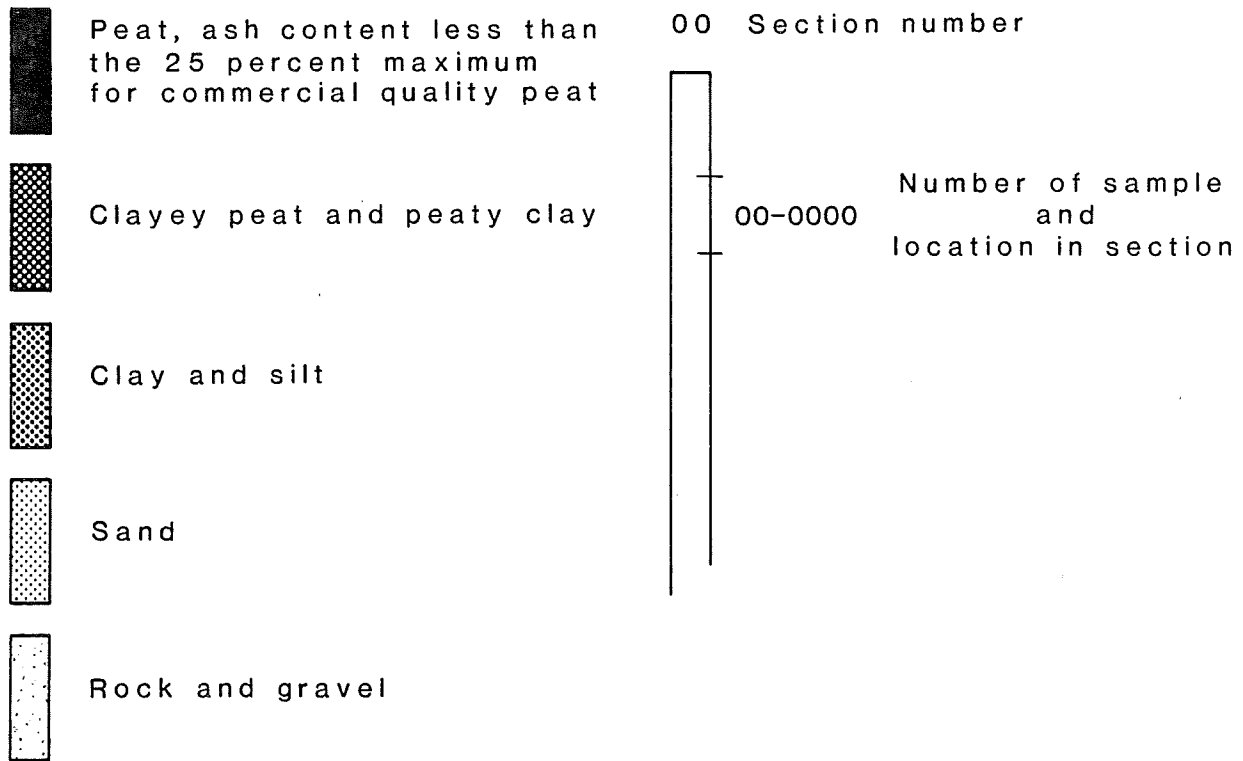 Peat, ash content less than
the 25 percent maximum
for commercial quality peat
Clayey peat and peaty clay
Clay and silt
Sand
Rock and gravel
00 Section number
00-0000
Number of sample
and
location in section